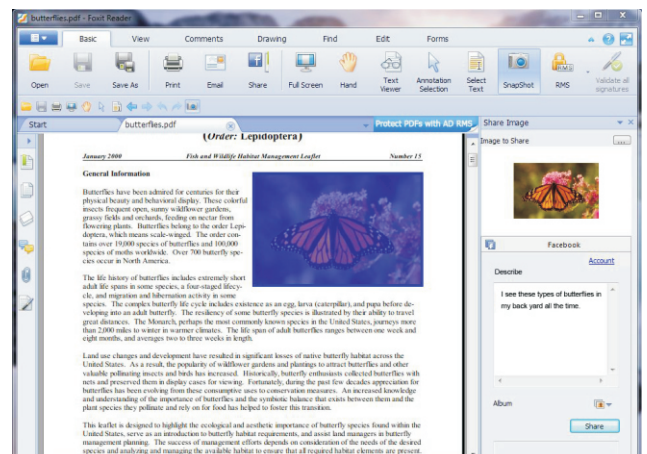 butterflies.pdf - Foxit Reader
Basic View Comments Drawing Find Edit Forms
Open Save Save As Print Email Share Full Screen Hand Text Viewer Annotation Selection Select Text SnapShot RMS Validate all signatures
Start butterflies.pdf Protect PDFs with AD RMS
(Order: Lepidoptera)
January 2000 Fish and Wildlife Habitat Management Leaflet Number 15
General Information
Butterflies have been admired for centuries for their
physical beauty and behavioral display. These colorful
insects frequent open, sunny wildflower gardens,
grassy fields and orchards, feeding on nectar from
flowering plants. Butterflies belong to the order Lepi-
doptera, which means scale-winged. The order con-
tains over 19,000 species of butterflies and 100,000
species of moths worldwide. Over 700 butterfly spe-
cies occur in North America.
The life history of butterflies includes extremely short
adult life spans in some species, a four-staged lifecy-
cle, and migration and hibernation activity in some
species. The complex butterfly life cycle includes existence as an egg, larva (caterpillar), and pupa before de-
veloping into an adult butterfly. The resiliency of some butterfly species is illustrated by their ability to travel
great distances. The Monarch, perhaps the most commonly known species in the United States, journeys more
than 2,000 miles to winter in warmer climates. The life span of adult butterflies ranges between one week and
eight months, and averages two to three weeks in length.
Land use changes and development have resulted in significant losses of native butterfly habitat across the
United States. As a result, the popularity of wildflower gardens and plantings to attract butterflies and other
valuable pollinating insects and birds has increased. Historically, butterfly enthusiasts collected butterflies with
nets and preserved them in display cases for viewing. Fortunately, during the past few decades appreciation for
butterflies has been evolving from these consumptive uses to conservation measures. An increased knowledge
and understanding of the importance of butterflies and the symbiotic balance that exists between them and the
plant species they pollinate and rely on for food has helped to foster this transition.
This leaflet is designed to highlight the ecological and aesthetic importance of butterfly species found within the
United States, serve as an introduction to butterfly habitat requirements, and assist land managers in butterfly
management planning. The success of management efforts depends on consideration of the needs of the desired
species and analyzing and managing the available habitat to ensure that all required habitat elements are present.
Share Image
Image to Share ...
Facebook
Account
Describe
I see these types of butterflies in
my back yard all the time.
Album
Share